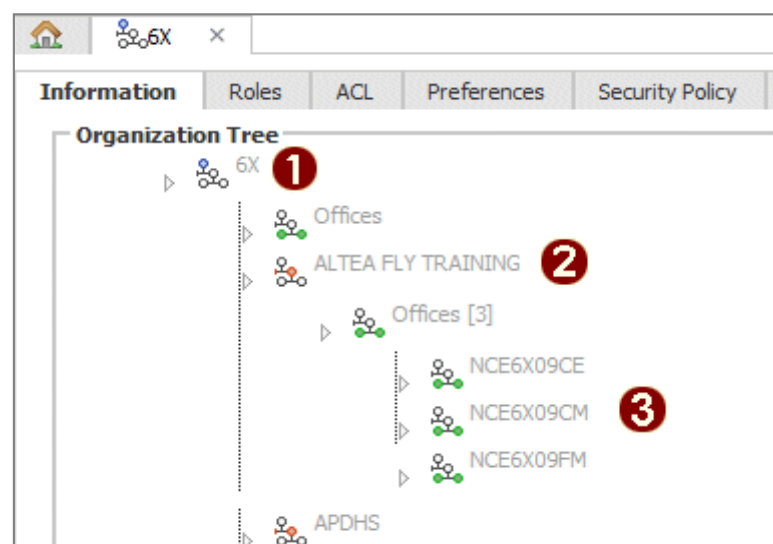 6X ×
Information Roles ACL Preferences Security Policy
Organization Tree
6X 1
Offices
ALTEA FLY TRAINING 2
Offices [3]
NCE6X09CE
NCE6X09CM 3
NCE6X09FM
APDHS